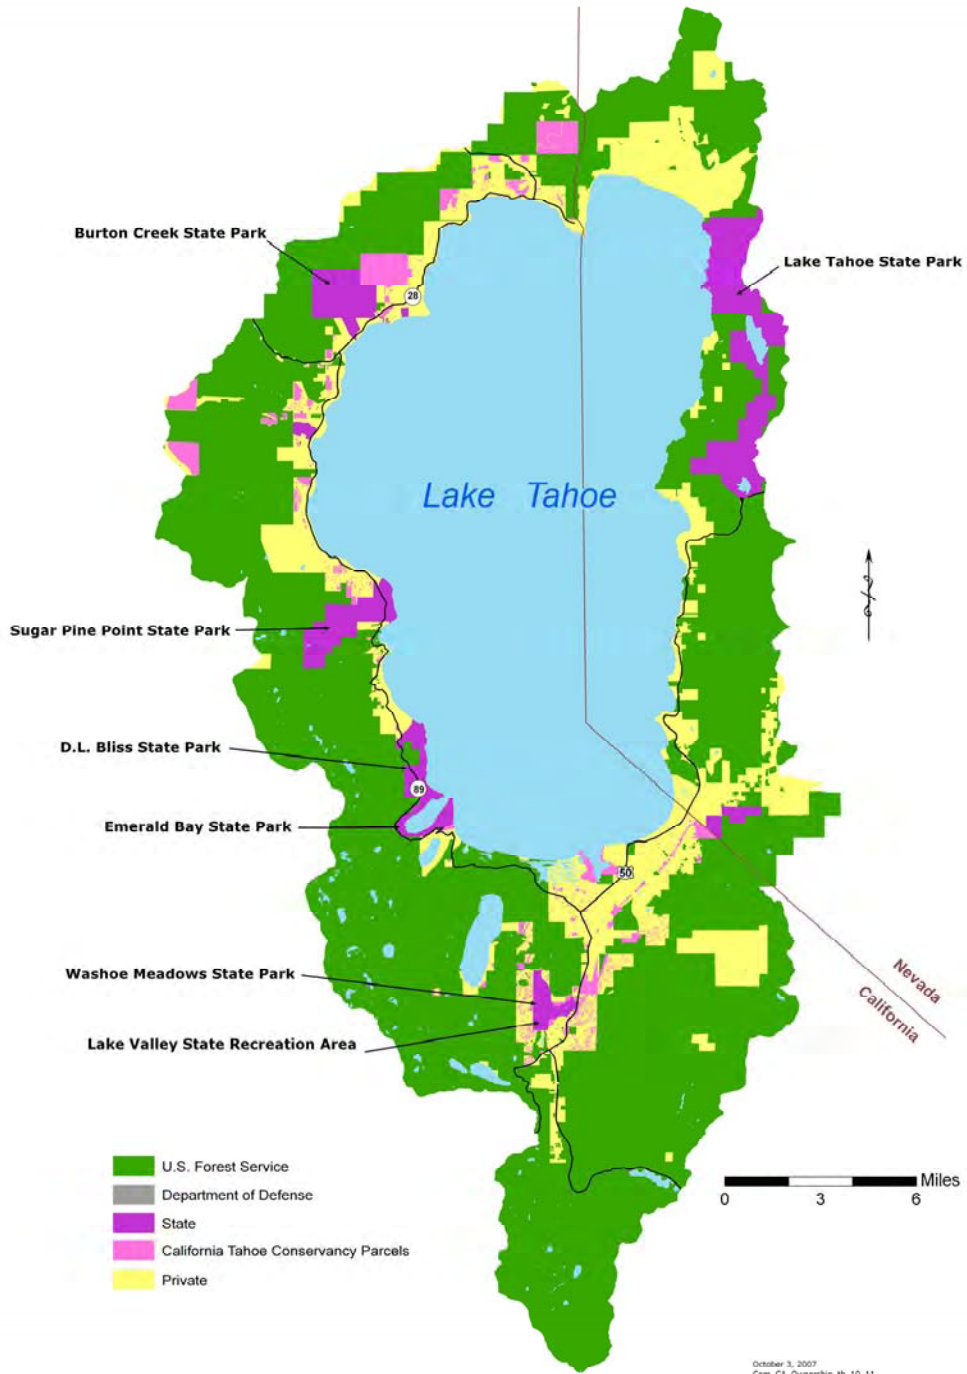 Burton Creek State Park
Lake Tahoe State Park
28
Lake Tahoe
Sugar Pine Point State Park
D.L. Bliss State Park
89
Emerald Bay State Park
50
Washoe Meadows State Park
Nevada
California
Lake Valley State Recreation Area
U.S. Forest Service
Department of Defense
State
California Tahoe Conservancy Parcels
Private
Miles
0 3 6
October 3, 2007